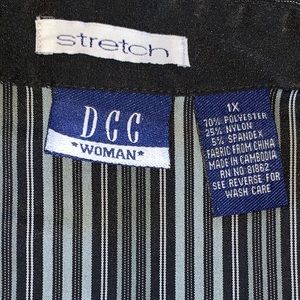 stretch
DCC
*WOMAN*
1X
70% POLYESTER
25% NYLON
5% SPANDEX
FABRIC FROM CHINA
MADE IN CAMBODIA
RN NO 81862
SEE REVERSE FOR
WASH CARE